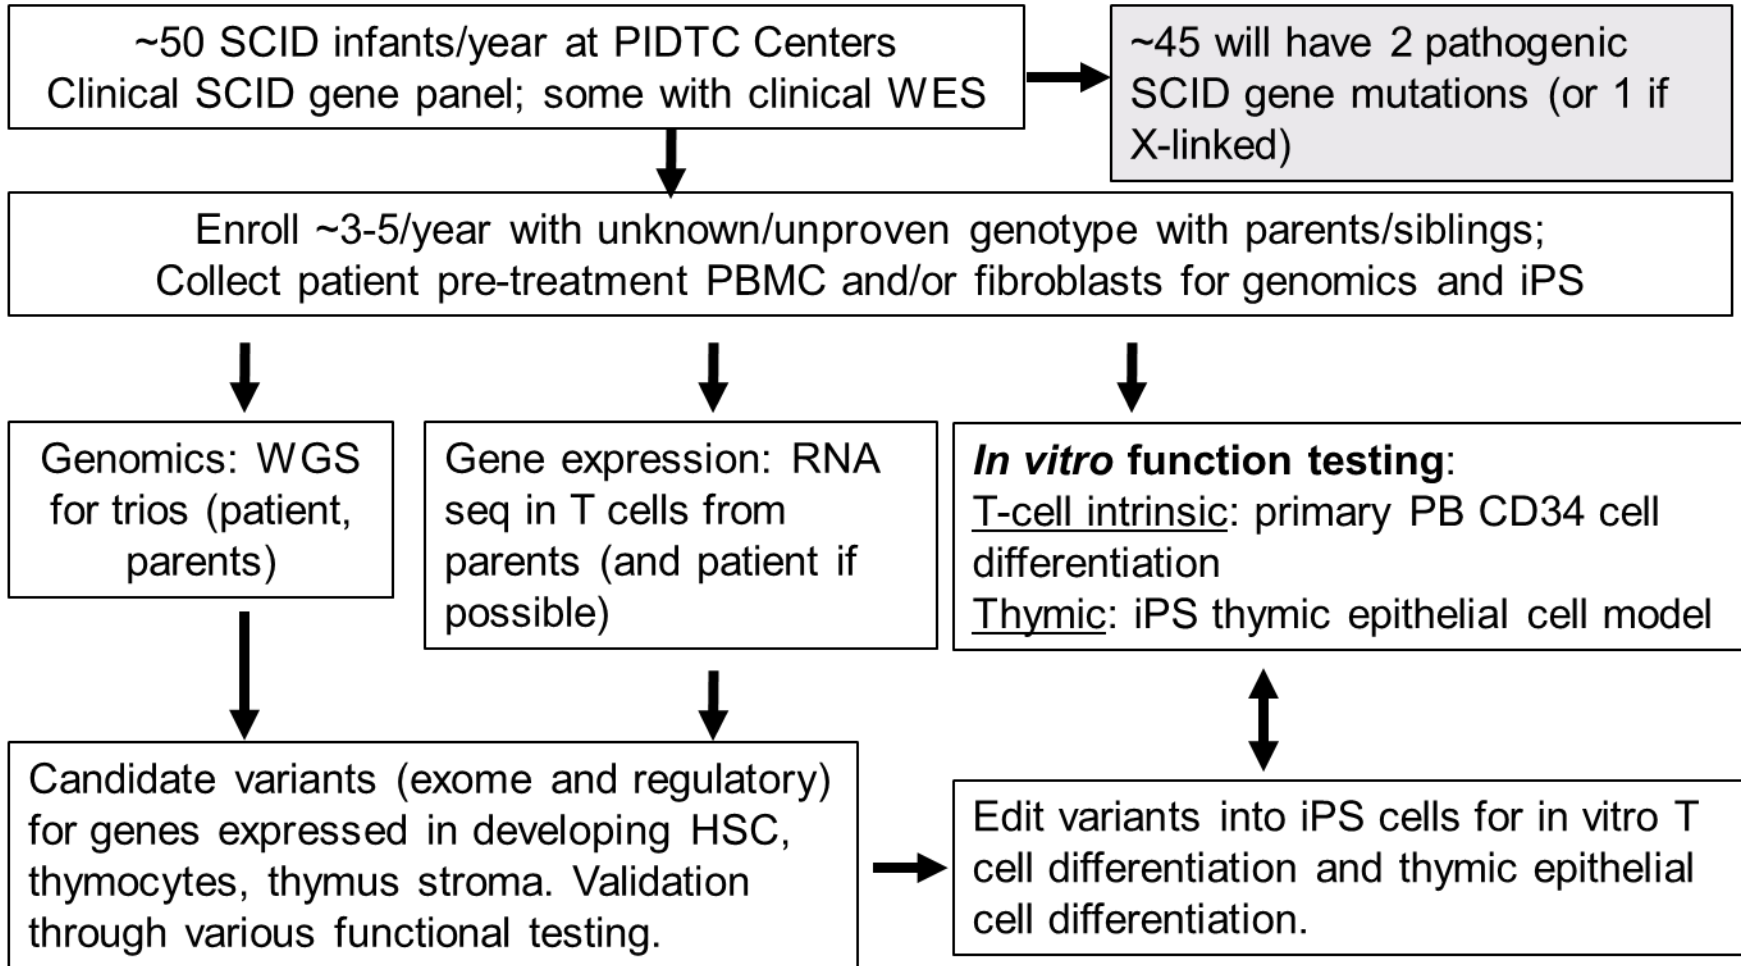 ~50 SCID infants/year at PIDTC Centers
Clinical SCID gene panel; some with clinical WES
~45 will have 2 pathogenic
SCID gene mutations (or 1 if
X-linked)
Enroll ~3-5/year with unknown/unproven genotype with parents/siblings;
Collect patient pre-treatment PBMC and/or fibroblasts for genomics and iPS
Genomics: WGS
for trios (patient,
parents)
Gene expression: RNA
seq in T cells from
parents (and patient if
possible)
In vitro function testing:
T-cell intrinsic: primary PB CD34 cell
differentiation
Thymic: iPS thymic epithelial cell model
Candidate variants (exome and regulatory)
for genes expressed in developing HSC,
thymocytes, thymus stroma. Validation
through various functional testing.
Edit variants into iPS cells for in vitro T
cell differentiation and thymic epithelial
cell differentiation.